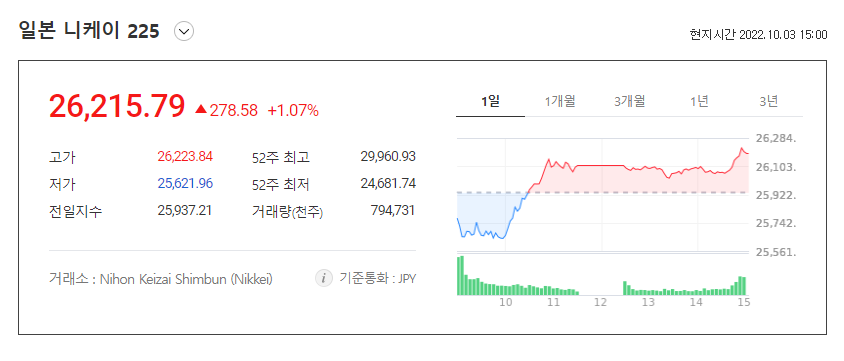 일본 니케이 225
현지시간 2022.10.03 15:00
26,215.79 ▲278.58 +1.07%
고가 26,223.84 52주 최고 29,960.93
저가 25,621.96 52주 최저 24,681.74
전일지수 25,937.21 거래량(천주) 794,731
거래소 : Nihon Keizai Shimbun (Nikkei) i 기준통화 : JPY
1일 1개월 3개월 1년 3년
26,284.
26,103.
25,922.
25,742.
25,561.
10 11 12 13 14 15